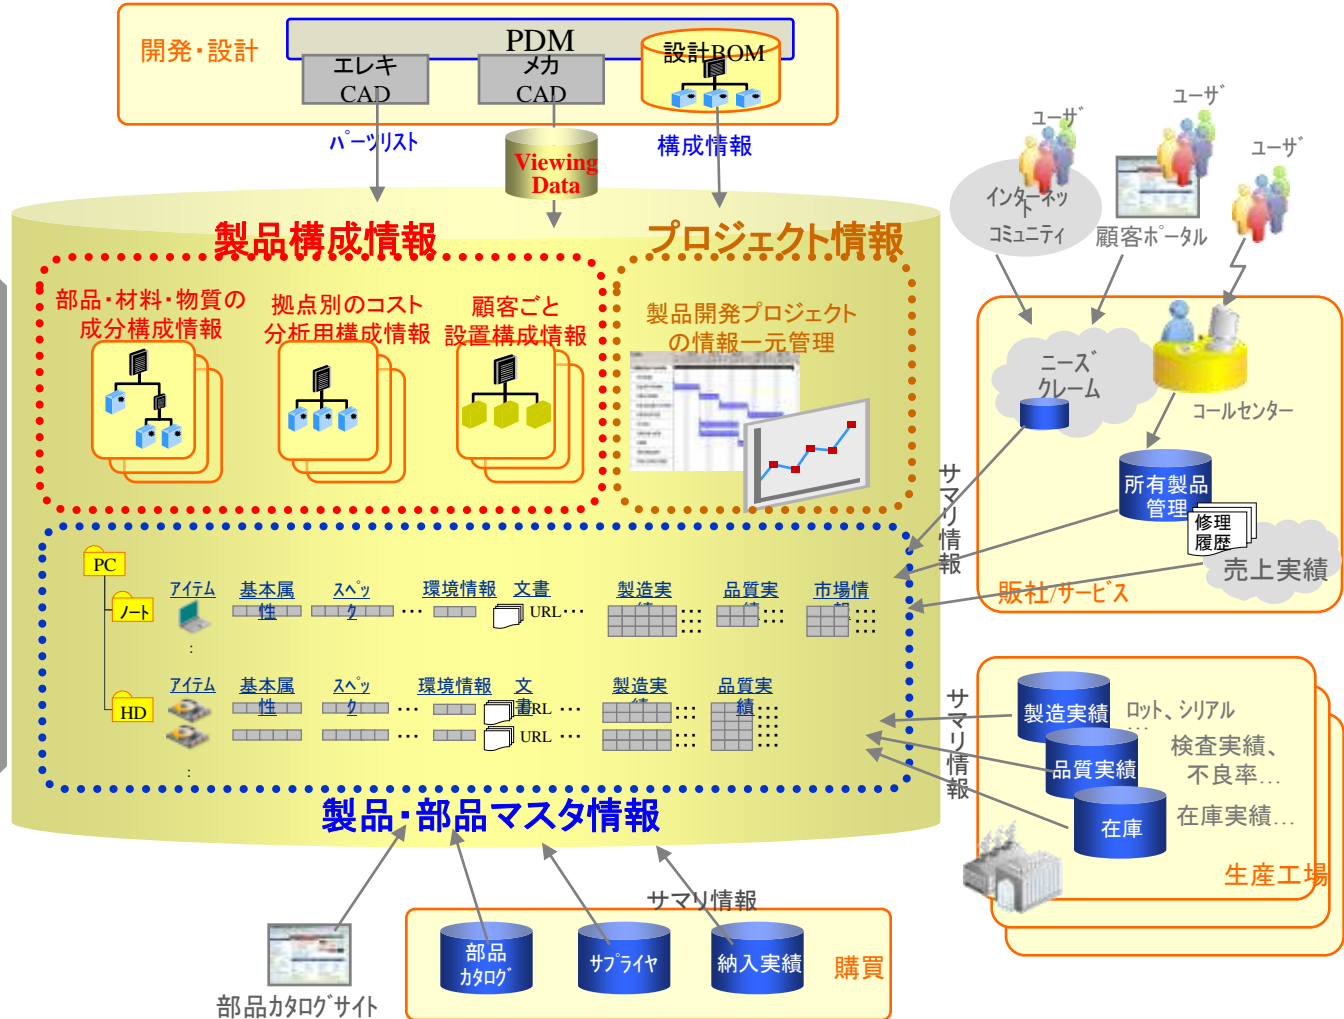 開発・設計
PDM
エレキ
CAD
メカ
CAD
設計BOM
パーツリスト
Viewing
Data
構成情報
ユーザ
ユーザ
ユーザ
インターネッ
ト
コミュニティ
顧客ポータル
製品構成情報
プロジェクト情報
部品・材料・物質の
成分構成情報
拠点別のコスト
分析用構成情報
顧客ごと
設置構成情報
製品開発プロジェクト
の情報一元管理
ニーズ
クレーム
コールセンター
サマリ情報
所有製品
管理
修理
履歴
売上実績
販社/サービス
PC
ノート
アイテム
基本属
性
スペッ
ク
…
環境情報
文書
URL…
製造実
績
品質実
績
市場情
報
:
HD
アイテム
基本属
性
スペッ
ク
…
環境情報
文
書
URL
…
製造実
績
品質実
績
…
URL
…
:
製品・部品マスタ情報
サマリ情報
製造実績
ロット、シリアル
…
品質実績
検査実績、
不良率…
在庫
在庫実績…
生産工場
サマリ情報
部品
カタログ
サプライヤ
納入実績
購買
部品カタログサイト